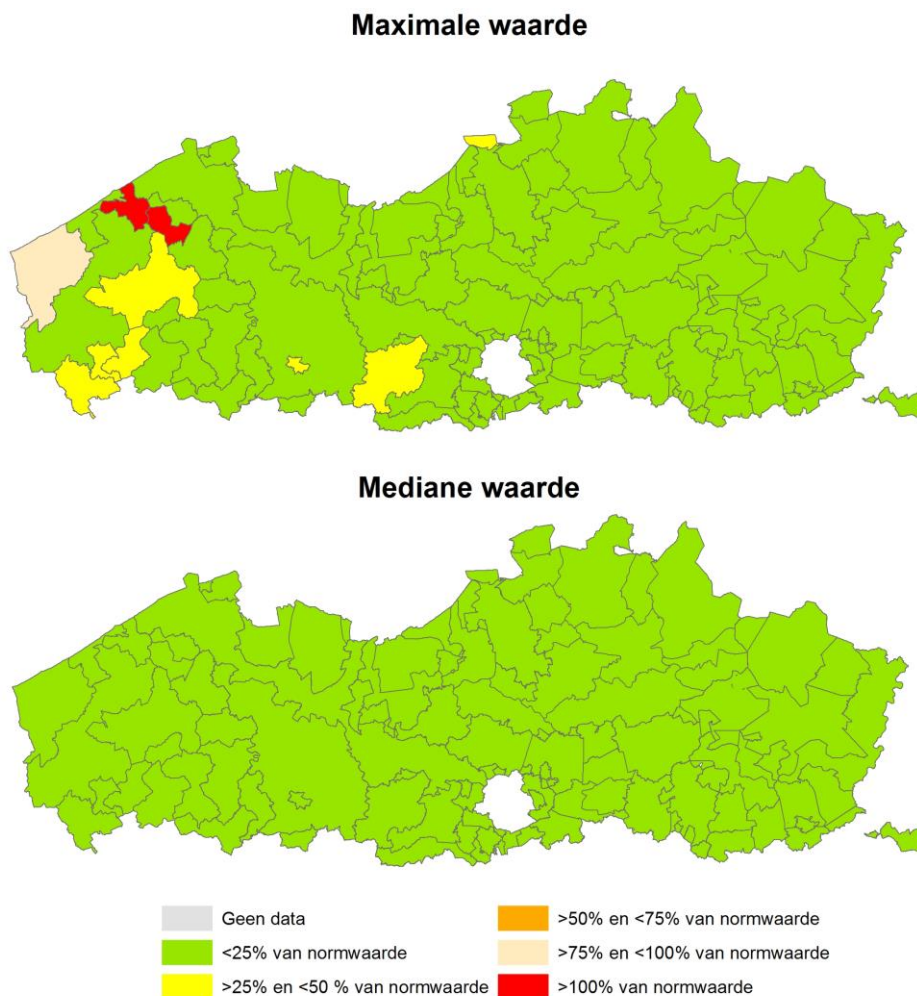 Maximale waarde
Mediane waarde
Geen data
<25% van normwaarde
>25% en <50 % van normwaarde
>50% en <75% van normwaarde
>75% en <100% van normwaarde
>100% van normwaarde